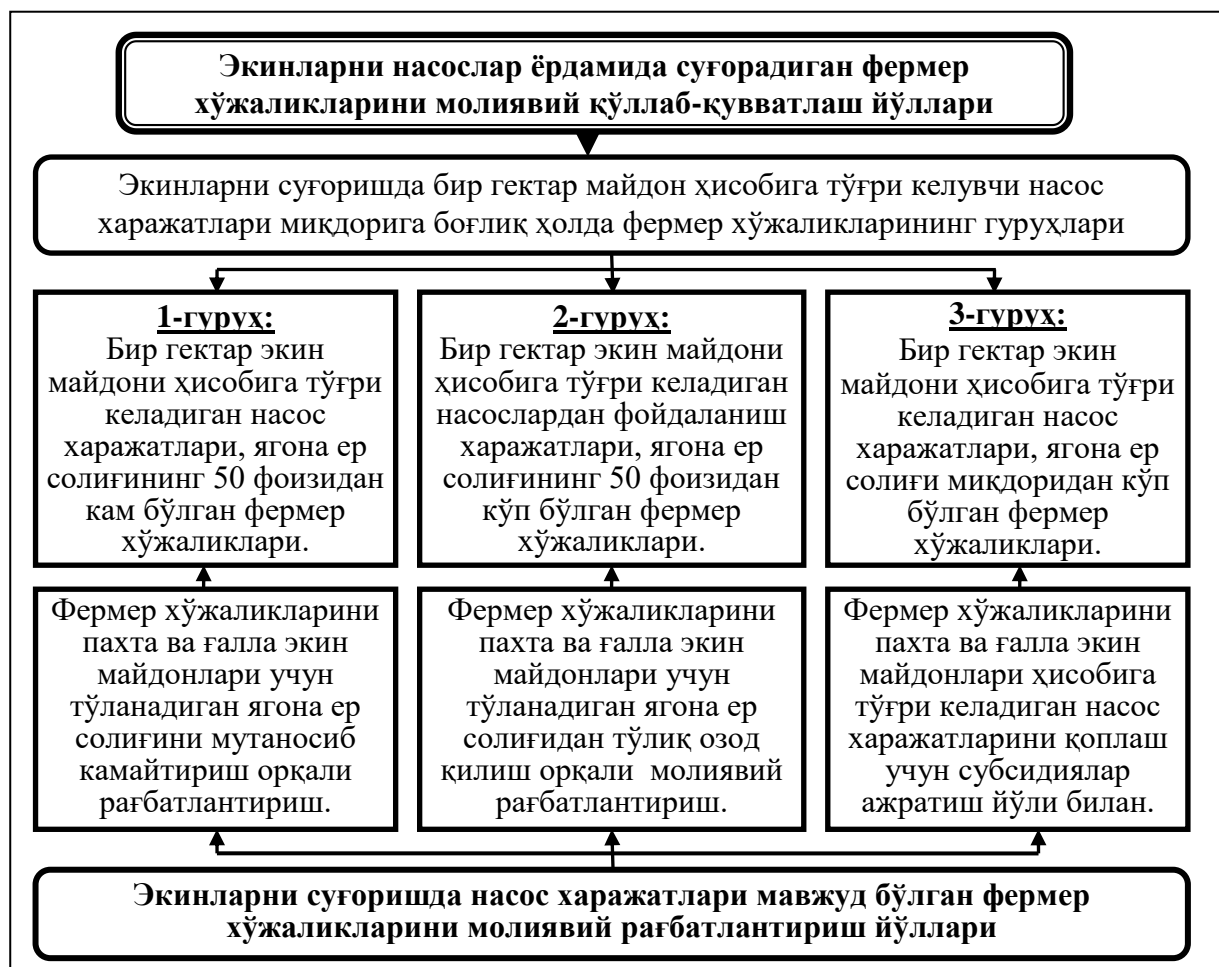 Экинларни насослар ёрдамида суғорадиган фермер
хўжаликларини молиявий қўллаб-қувватлаш йўллари
Экинларни суғоришда бир гектар майдон ҳисобига тўғри келувчи насос
харажатлари миқдорига боғлиқ ҳолда фермер хўжаликларининг гуруҳлари
1-гуруҳ:
Бир гектар экин
майдони ҳисобига тўғри
келадиган насос
харажатлари, ягона ер
солиғининг 50 фоизидан
кам бўлган фермер
хўжаликлари.
2-гуруҳ:
Бир гектар экин майдони
ҳисобига тўғри келадиган
насослардан фойдаланиш
харажатлари, ягона ер
солиғининг 50 фоизидан
кўп бўлган фермер
хўжаликлари.
3-гуруҳ:
Бир гектар экин
майдони ҳисобига тўғри
келадиган насос
харажатлари, ягона ер
солиғи миқдоридан кўп
бўлган фермер
хўжаликлари.
Фермер хўжаликларини
пахта ва ғалла экин
майдонлари учун
тўланадиган ягона ер
солиғини мутаносиб
камайтириш орқали
рағбатлантириш.
Фермер хўжаликларини
пахта ва ғалла экин
майдонлари учун
тўланадиган ягона ер
солиғидан тўлиқ озод
қилиш орқали молиявий
рағбатлантириш.
Фермер хўжаликларини
пахта ва ғалла экин
майдонлари ҳисобига
тўғри келадиган насос
харажатларини қоплаш
учун субсидиялар
ажратиш йўли билан.
Экинларни суғоришда насос харажатлари мавжуд бўлган фермер
хўжаликларини молиявий рағбатлантириш йўллари